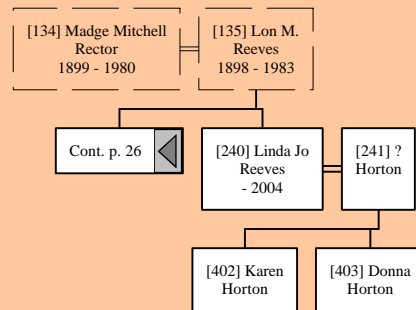 [134] Madge Mitchell
Rector
1899 - 1980
[135] Lon M.
Reeves
1898 - 1983
Cont. p. 26
[240] Linda Jo
Reeves
- 2004
[241] ?
Horton
[402] Karen
Horton
[403] Donna
Horton